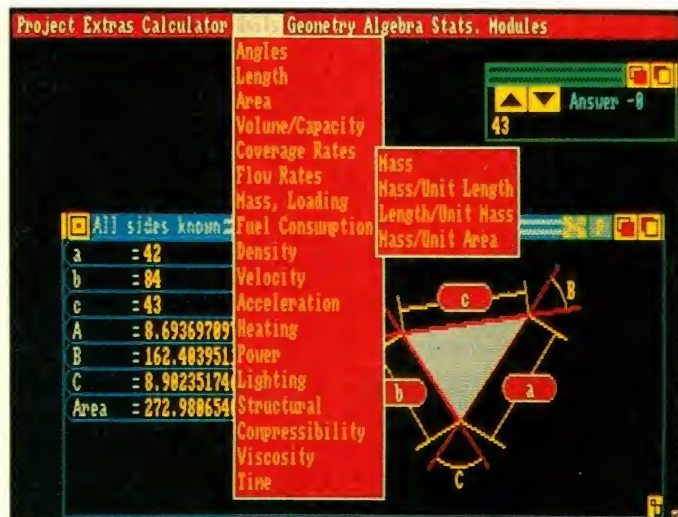 Project Extras Calculator Units Geometry Algebra Stats. Modules
Angles
Length
Area
Volume/Capacity
Coverage Rates
Flow Rates
Mass, Loading
Fuel Consumption
Density
Velocity
Acceleration
Heating
Power
Lighting
Structural
Compressibility
Viscosity
Time
Mass
Mass/Unit Length
Length/Unit Mass
Mass/Unit Area
Answer -0
43
All sides known
a =42
b =84
c =43
A =8.69369789
B =162.403951
C =8.90235174
Area =272.980654
c
B
b
a
C